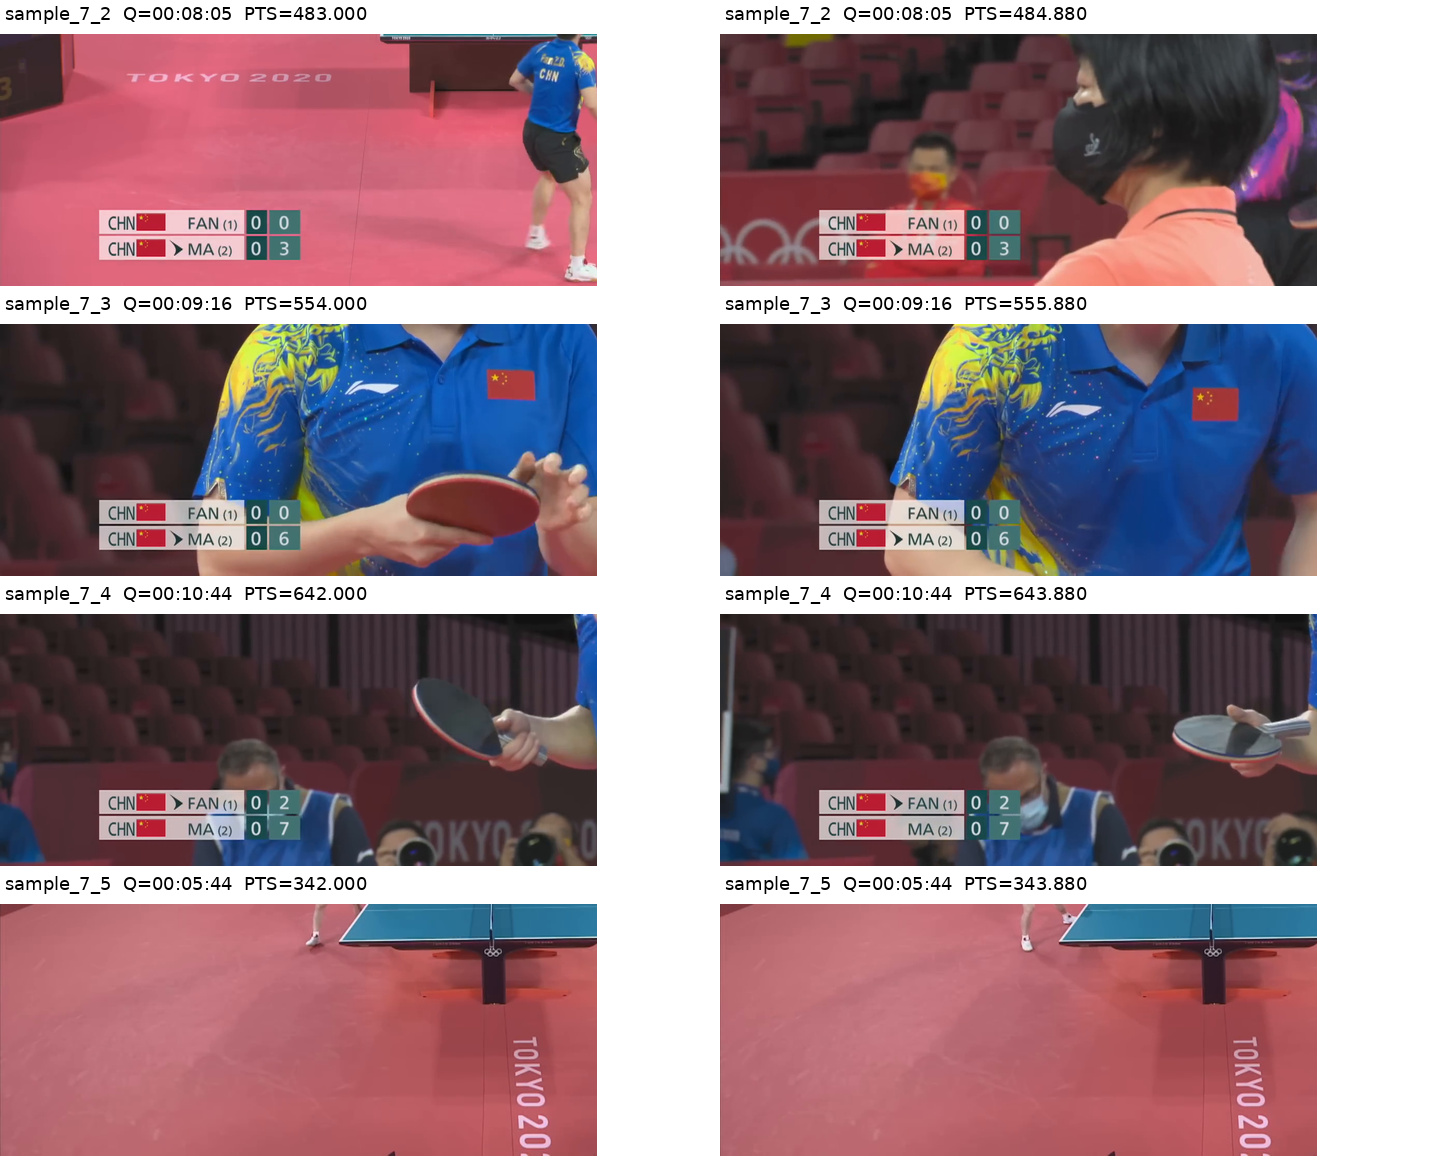 sample_7_2 Q=00:08:05 PTS=483.000
sample_7_2 Q=00:08:05 PTS=484.880
3
TOKYO 2020
CHN
CHN FAN (1) 0 0
CHN MA (2) 0 3
CHN FAN (1) 0 0
CHN MA (2) 0 3
sample_7_3 Q=00:09:16 PTS=554.000
sample_7_3 Q=00:09:16 PTS=555.880
CHN FAN (1) 0 0
CHN MA (2) 0 6
CHN FAN (1) 0 0
CHN MA (2) 0 6
sample_7_4 Q=00:10:44 PTS=642.000
sample_7_4 Q=00:10:44 PTS=643.880
CHN FAN (1) 0 2
CHN MA (2) 0 7
TOKYO
CHN FAN (1) 0 2
CHN MA (2) 0 7
OKYO
sample_7_5 Q=00:05:44 PTS=342.000
sample_7_5 Q=00:05:44 PTS=343.880
TOKYO 20
TOKYO 20